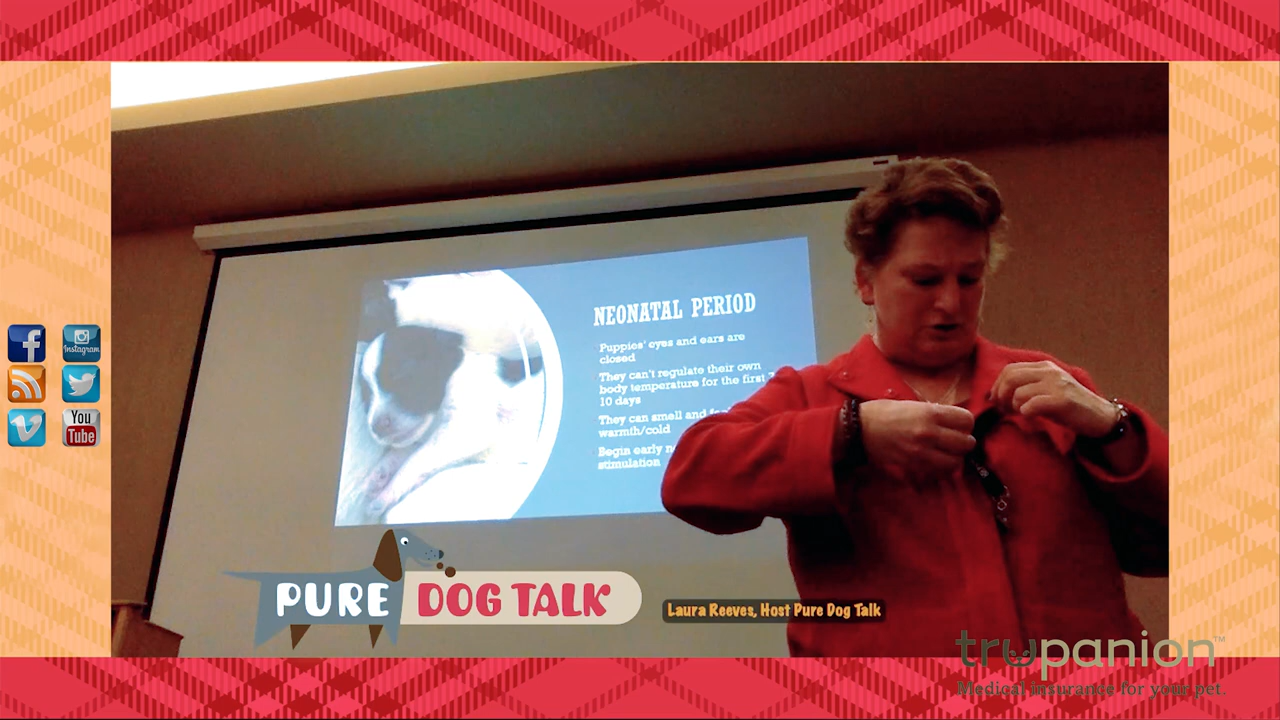 NEONATAL PERIOD
Puppies' eyes and ears are
closed
They can't regulate their own
body temperature for the first
10 days
They can smell and
warmth/cold
Begin early
stimulation
Instagram
You
Tube
PURE DOG TALK
Laura Reeves, Host Pure Dog Talk
trupanion™
Medical insurance for your pet.